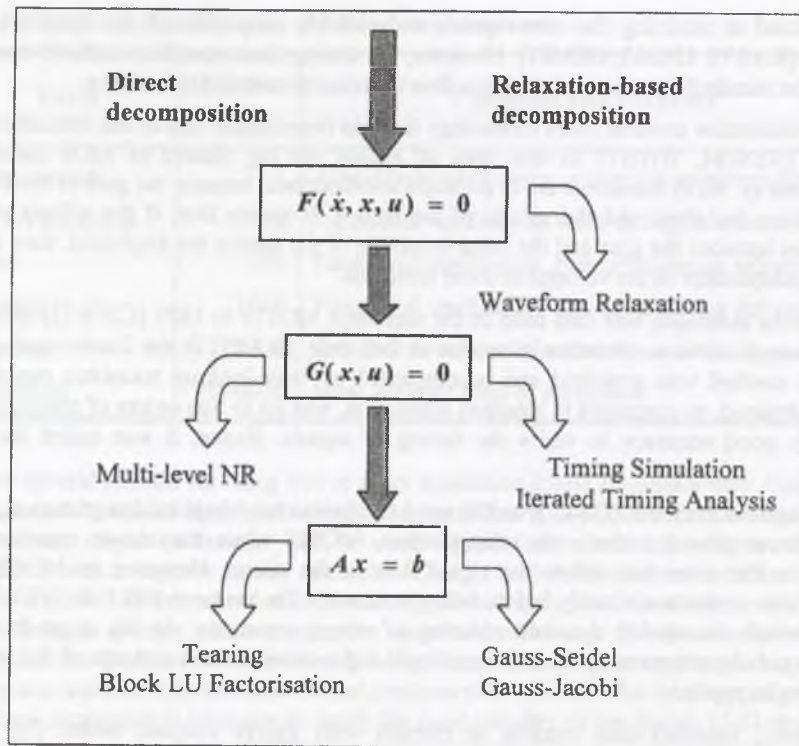 Direct
decomposition
Relaxation-based
decomposition
F(ẋ, x, u) = 0
Waveform Relaxation
G(x, u) = 0
Multi-level NR
Timing Simulation
Iterated Timing Analysis
Ax = b
Tearing
Block LU Factorisation
Gauss-Seidel
Gauss-Jacobi